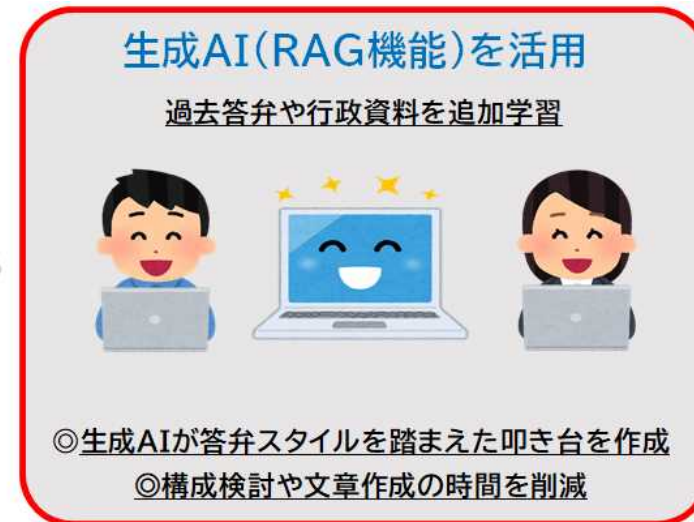 生成AI(RAG機能)を活用
過去答弁や行政資料を追加学習
◎生成AIが答弁スタイルを踏まえた叩き台を作成
◎構成検討や文章作成の時間を削減